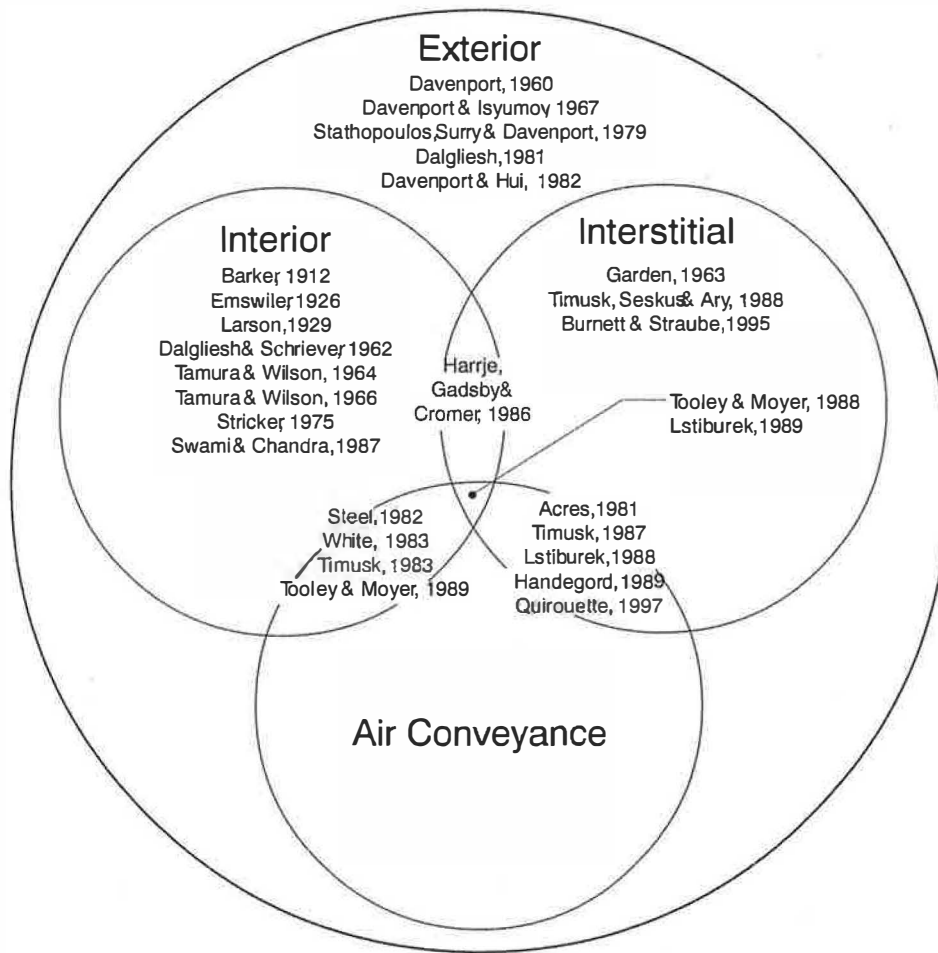 Exterior
Davenport, 1960
Davenport & Isyumov, 1967
Stathopoulos, Surry & Davenport, 1979
Dalgliesh, 1981
Davenport & Hui, 1982
Interior
Barker, 1912
Emswiler, 1926
Larson, 1929
Dalgliesh & Schriever, 1962
Tamura & Wilson, 1964
Tamura & Wilson, 1966
Stricker, 1975
Swami & Chandra, 1987
Interstitial
Garden, 1963
Timusk, Seskus & Ary, 1988
Burnett & Straube, 1995
Harrje,
Gadsby &
Cromer, 1986
Tooley & Moyer, 1988
Lstiburek, 1989
Steel, 1982
White, 1983
Timusk, 1983
Tooley & Moyer, 1989
Acres, 1981
Timusk, 1987
Lstiburek, 1988
Handegord, 1989
Quirouette, 1997
Air Conveyance